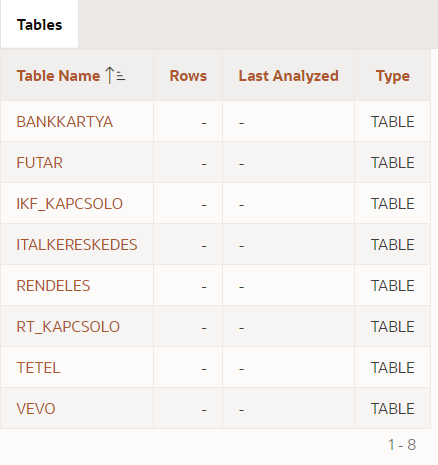 Tables
Table Name Rows Last Analyzed Type
BANKKARTYA - - TABLE
FUTAR - - TABLE
IKF_KAPCSOLO - - TABLE
ITALKERESKEDES - - TABLE
RENDELES - - TABLE
RT_KAPCSOLO - - TABLE
TETEL - - TABLE
VEVO - - TABLE
1 - 8